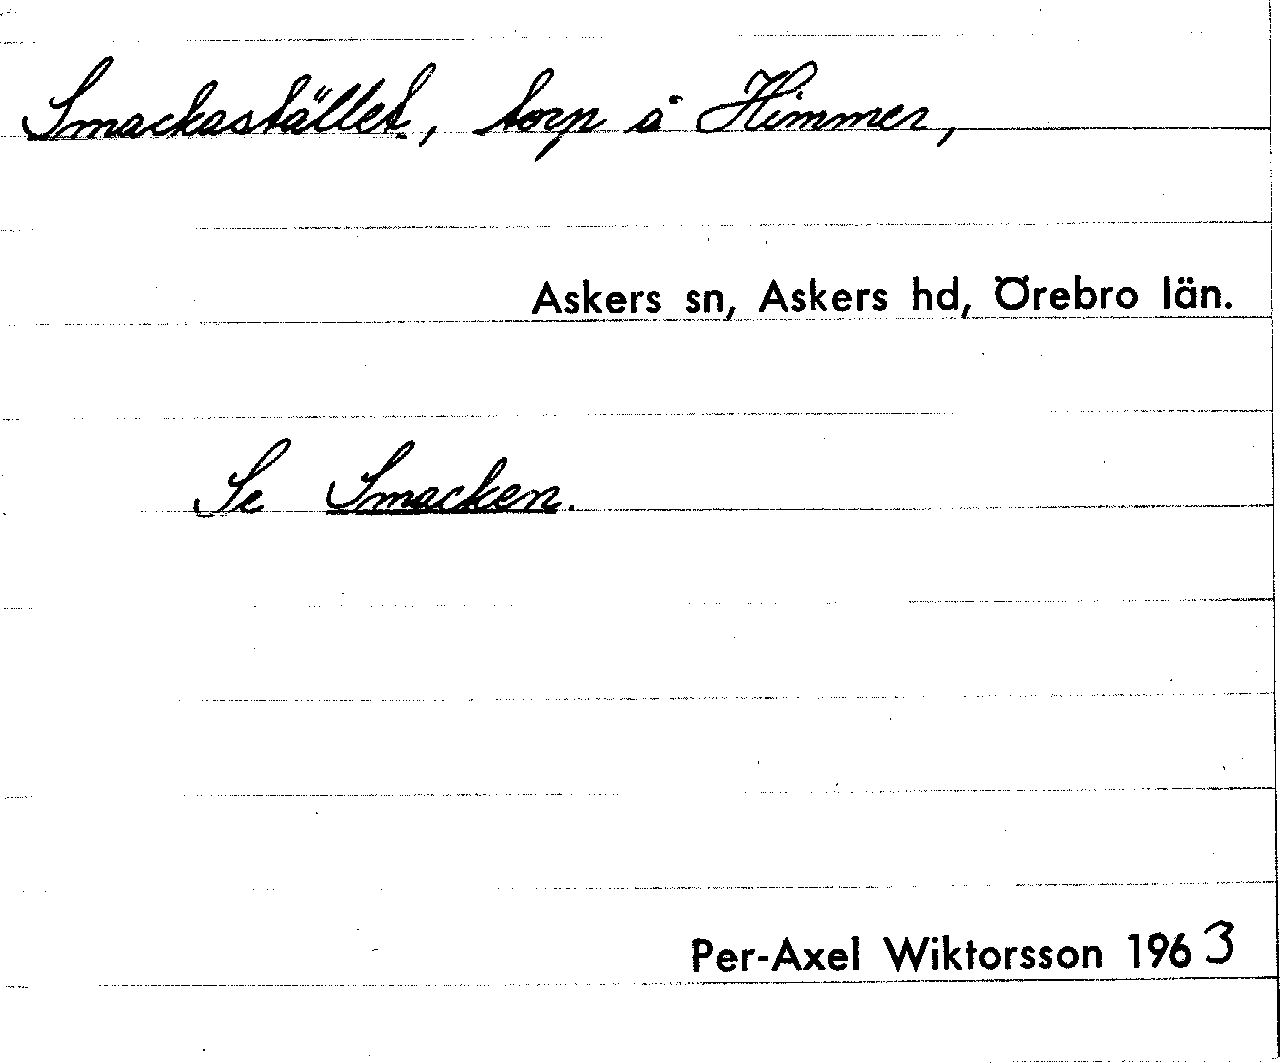 Smackastället, torp å Himmer,
Askers sn, Askers hd, Örebro län.
Se Smacken.
Per-Axel Wiktorsson 1963